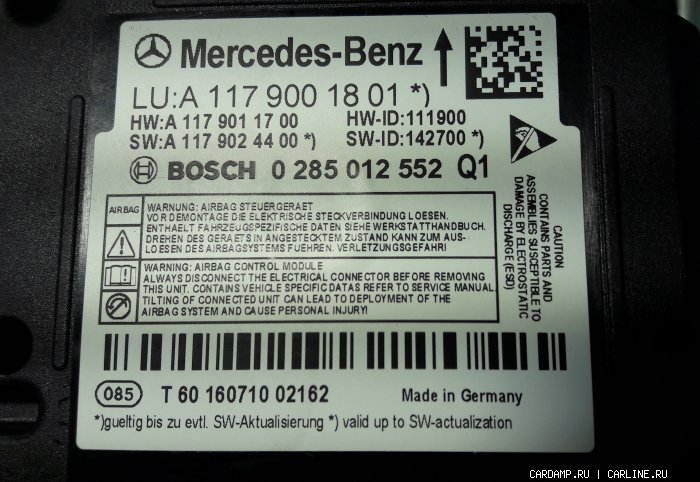 Mercedes-Benz
LU:A 117 900 18 01 *)
HW:A 117 901 17 00 HW-ID:111900
SW:A 117 902 44 00 *) SW-ID:142700 *)
BOSCH 0 285 012 552 Q1
AIRBAG
WARNUNG: AIRBAG STEUERGERAET
VOR DEMONTAGE DIE ELEKTRISCHE STECKVERBINDUNG LOESEN.
ENTHAELT FAHRZEUGSPEZIFISCHE DATEN SIEHE WERKSTATTHANDBUCH.
DREHEN DES GERAETS IN ANGESTECKTEM ZUSTAND KANN ZUM AUS-
LOESEN DES AIRBAGSYSTEMS FUEHREN. VERLETZUNGSGEFAHR!
WARNING: AIRBAG CONTROL MODULE
ALWAYS DISCONNECT THE ELECTRICAL CONNECTOR BEFORE REMOVING
THIS UNIT. CONTAINS VEHICLE SPECIFIC DATAS REFER TO SERVICE MANUAL
TILTING OF CONNECTED UNIT CAN LEAD TO DEPLOYMENT OF THE
AIRBAG SYSTEM AND CAUSE PERSONAL INJURY!
CAUTION
CONTAINS PARTS AND
ASSEMBLIES SUSCEPTIBLE TO
DAMAGE BY ELECTROSTATIC
DISCHARGE (ESD)
085 T 60 160710 02162 Made in Germany
*)gueltig bis zu evtl. SW-Aktualisierung *) valid up to SW-actualization
CARDAMP.RU | CARLINE.RU